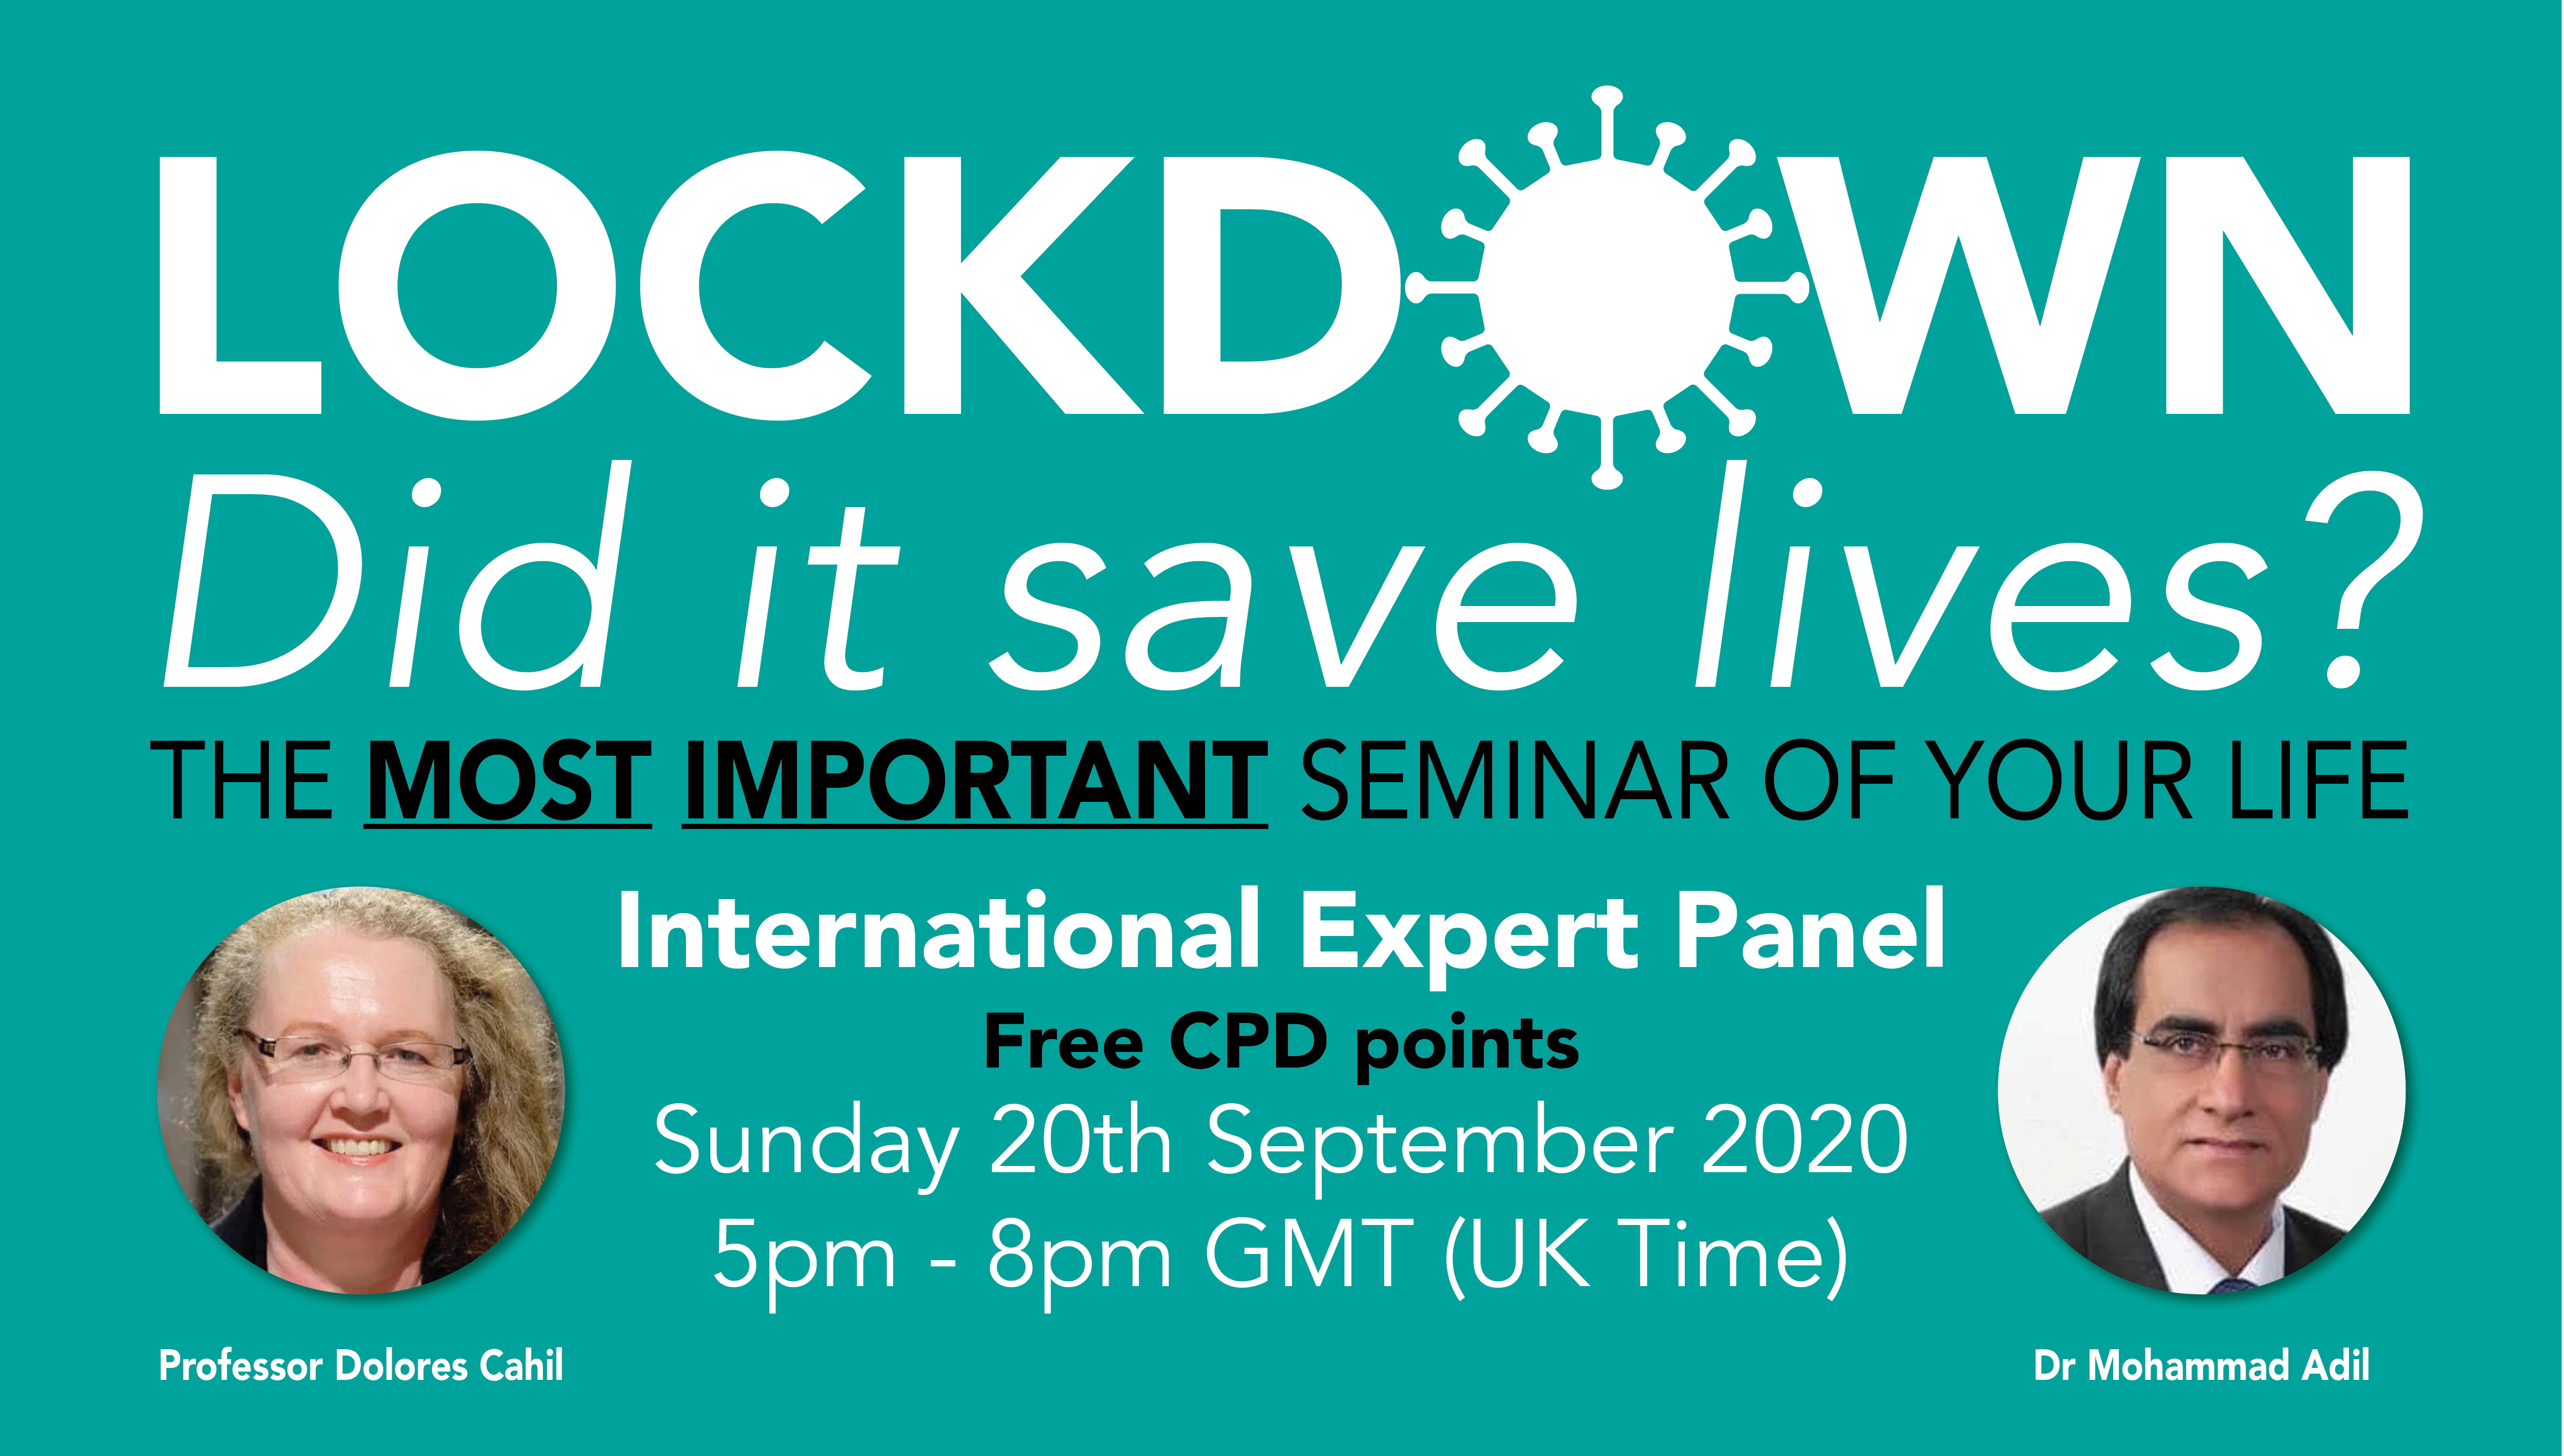 LOCKDOWN
Did it save lives?
THE MOST IMPORTANT SEMINAR OF YOUR LIFE
International Expert Panel
Free CPD points
Sunday 20th September 2020
5pm - 8pm GMT (UK Time)
Professor Dolores Cahil
Dr Mohammad Adil